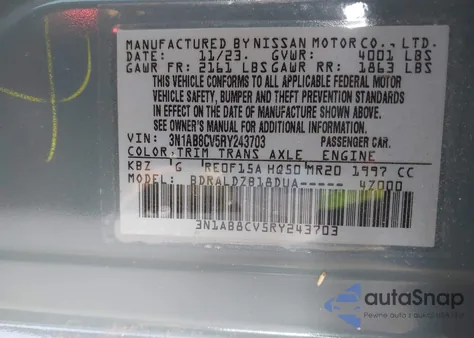 MANUFACTURED BY NISSAN MOTOR CO., LTD.
DATE: 11/23. GVWR: 4001 LBS
GAWR FR: 2161 LBS GAWR RR: 1863 LBS
THIS VEHICLE CONFORMS TO ALL APPLICABLE FEDERAL MOTOR
VEHICLE SAFETY, BUMPER AND THEFT PREVENTION STANDARDS
IN EFFECT ON THE DATE OF MANUFACTURE SHOWN ABOVE.
SEE OWNER'S MANUAL FOR ADDITIONAL INFORMATION.
VIN: 3N1AB8CV5RY243703 PASSENGER CAR.
COLOR, TRIM TRANS AXLE ENGINE
KBZ G RE0F15A HQ50 MR20 1997 CC
MODEL: BDRALDZB18DUA----- 4Z000
3N1AB8CV5RY243703
autoSnap